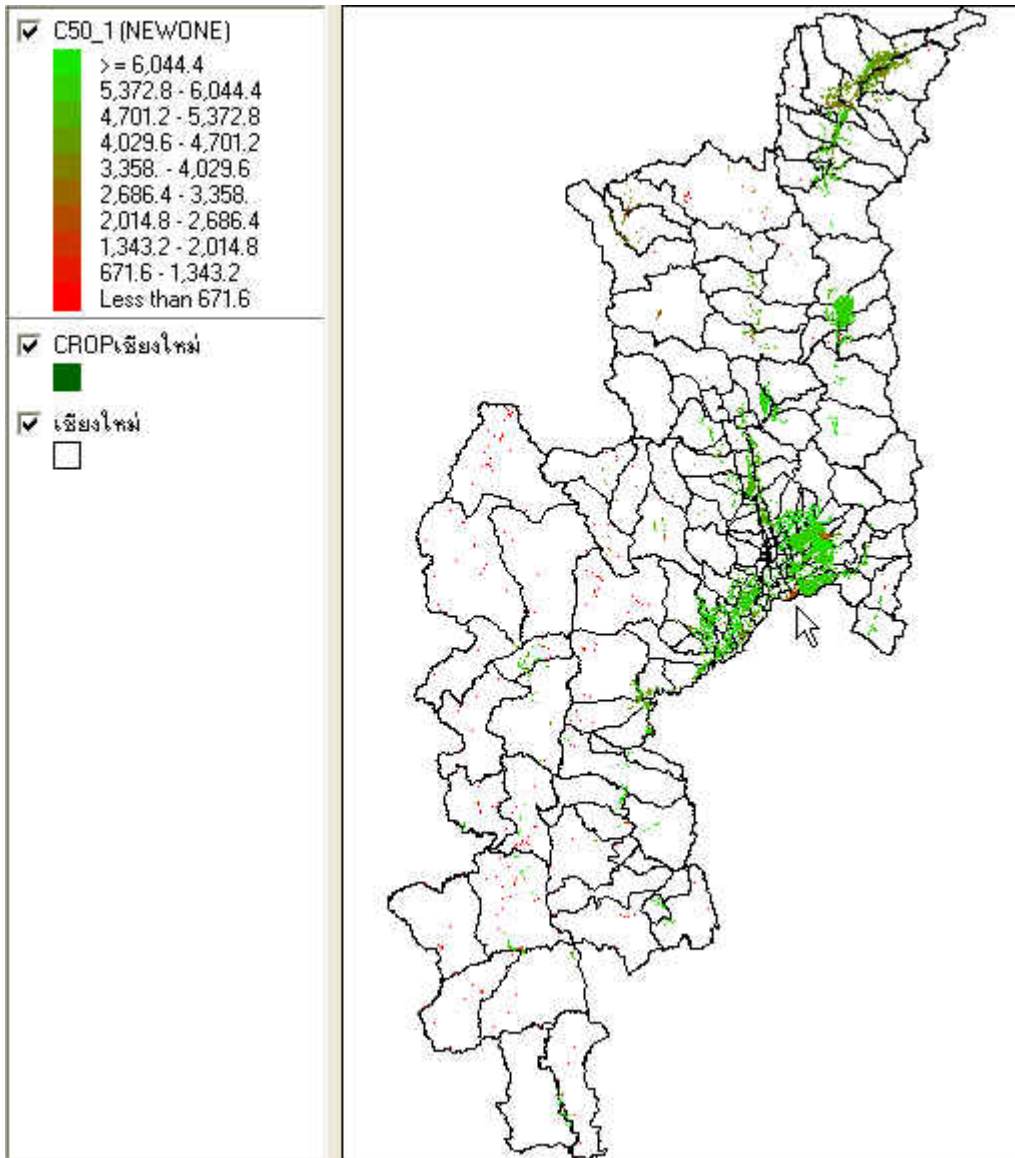 C50_1 (NEWONE)
> = 6,044.4
5,372.8 - 6,044.4
4,701.2 - 5,372.8
4,029.6 - 4,701.2
3,358. - 4,029.6
2,686.4 - 3,358.
2,014.8 - 2,686.4
1,343.2 - 2,014.8
671.6 - 1,343.2
Less than 671.6
CROPเชียงใหม่
เชียงใหม่